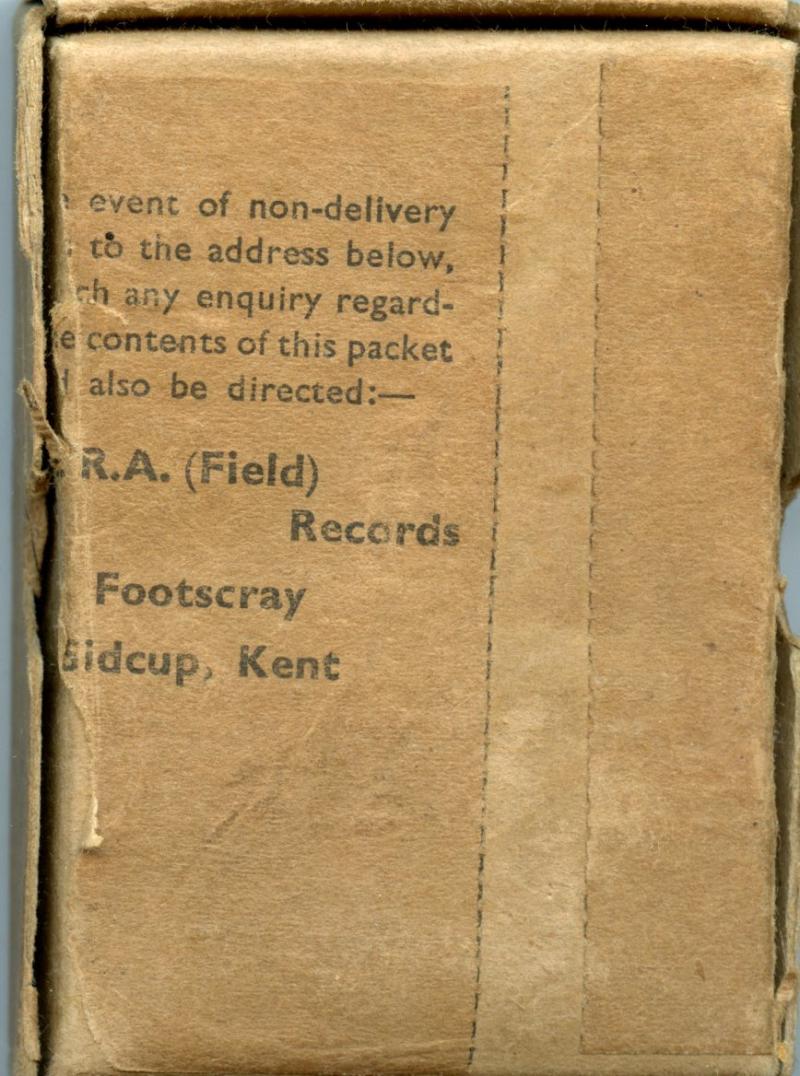 event of non-delivery
to the address below,
any enquiry regard-
contents of this packet
also be directed:—
R.A. (Field)
Records
Footscray
Sidcup, Kent